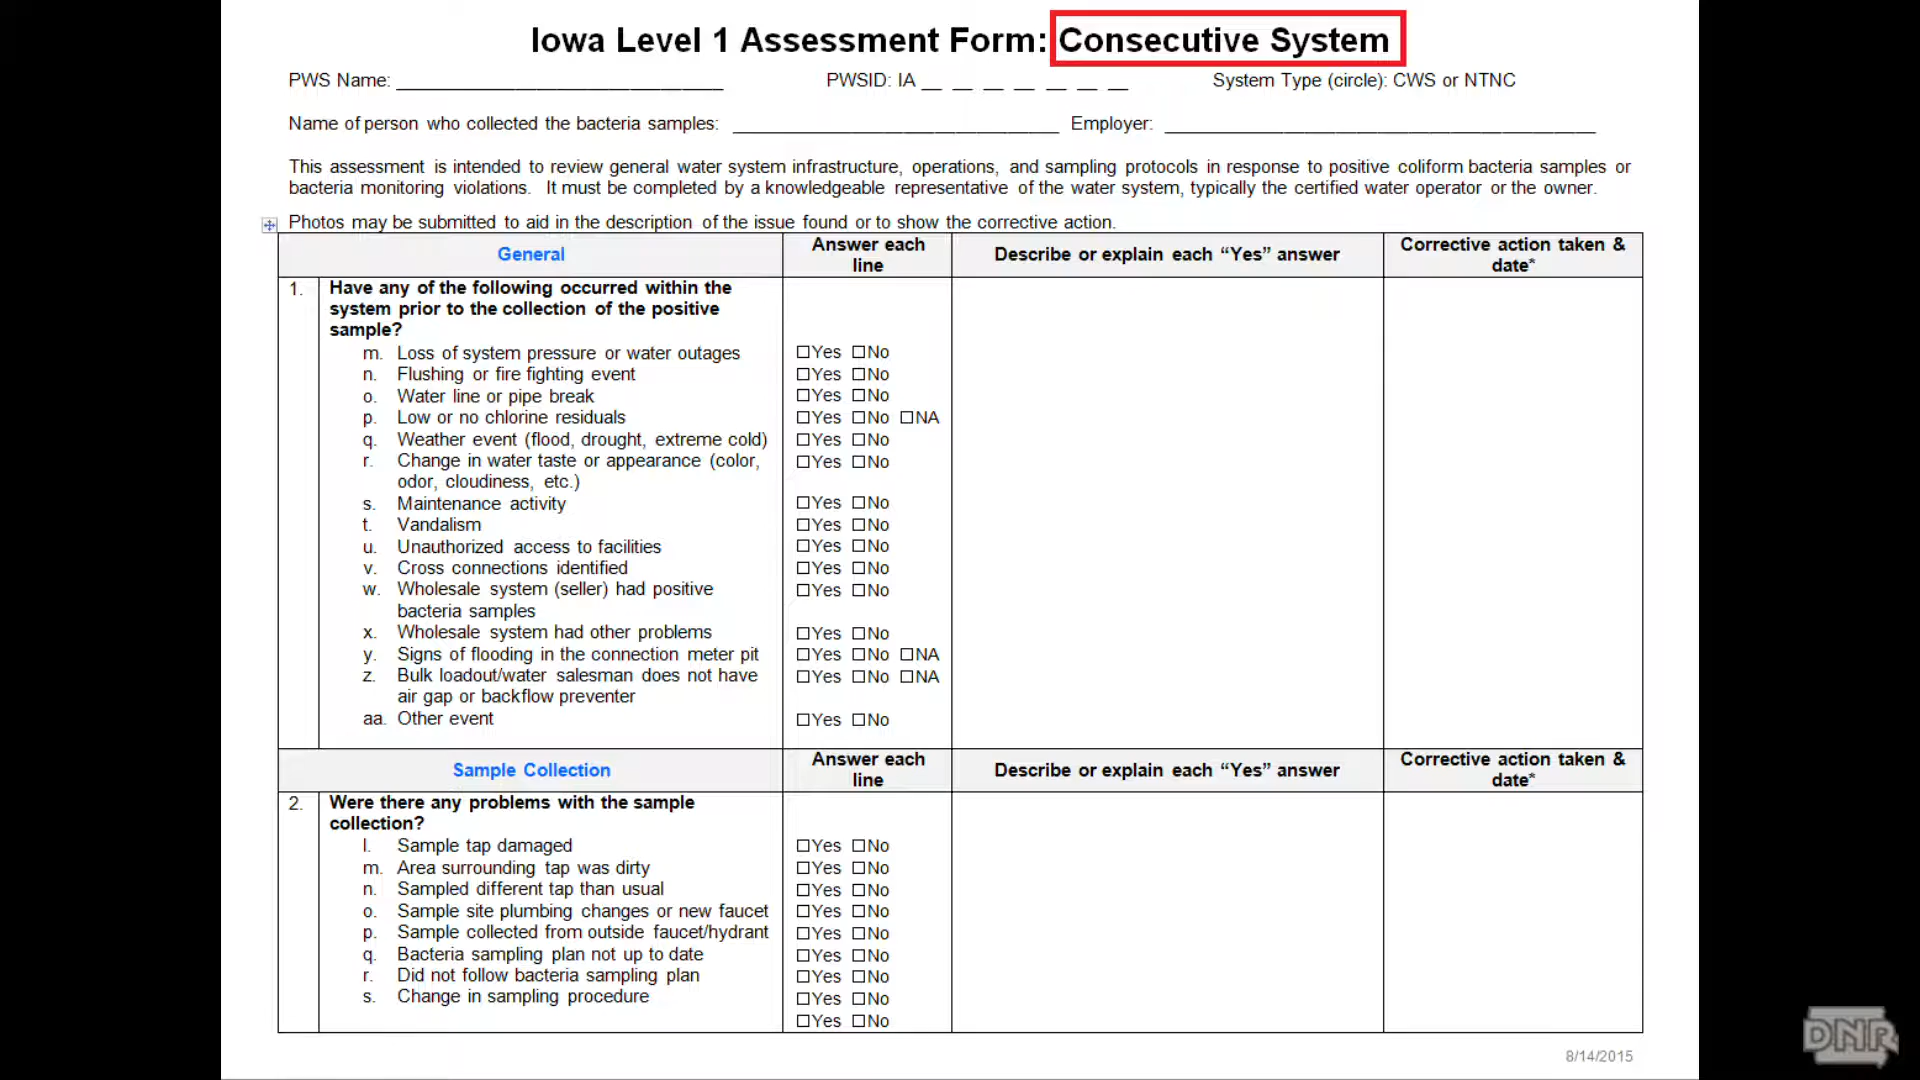 Iowa Level 1 Assessment Form: Consecutive System
PWS Name: ______________________________ PWSID: IA __ __ __ __ __ __ __ System Type (circle): CWS or NTNC
Name of person who collected the bacteria samples: ______________________________ Employer: ________________________________________
This assessment is intended to review general water system infrastructure, operations, and sampling protocols in response to positive coliform bacteria samples or
bacteria monitoring violations. It must be completed by a knowledgeable representative of the water system, typically the certified water operator or the owner.
Photos may be submitted to aid in the description of the issue found or to show the corrective action.
General
Answer each
line
Describe or explain each “Yes” answer
Corrective action taken &
date*
1. Have any of the following occurred within the
system prior to the collection of the positive
sample?
m. Loss of system pressure or water outages ☐Yes ☐No
n. Flushing or fire fighting event ☐Yes ☐No
o. Water line or pipe break ☐Yes ☐No
p. Low or no chlorine residuals ☐Yes ☐No ☐NA
q. Weather event (flood, drought, extreme cold) ☐Yes ☐No
r. Change in water taste or appearance (color, ☐Yes ☐No
odor, cloudiness, etc.)
s. Maintenance activity ☐Yes ☐No
t. Vandalism ☐Yes ☐No
u. Unauthorized access to facilities ☐Yes ☐No
v. Cross connections identified ☐Yes ☐No
w. Wholesale system (seller) had positive ☐Yes ☐No
bacteria samples
x. Wholesale system had other problems ☐Yes ☐No
y. Signs of flooding in the connection meter pit ☐Yes ☐No ☐NA
z. Bulk loadout/water salesman does not have ☐Yes ☐No ☐NA
air gap or backflow preventer
aa. Other event ☐Yes ☐No
Sample Collection
Answer each
line
Describe or explain each “Yes” answer
Corrective action taken &
date*
2. Were there any problems with the sample
collection?
l. Sample tap damaged ☐Yes ☐No
m. Area surrounding tap was dirty ☐Yes ☐No
n. Sampled different tap than usual ☐Yes ☐No
o. Sample site plumbing changes or new faucet ☐Yes ☐No
p. Sample collected from outside faucet/hydrant ☐Yes ☐No
q. Bacteria sampling plan not up to date ☐Yes ☐No
r. Did not follow bacteria sampling plan ☐Yes ☐No
s. Change in sampling procedure ☐Yes ☐No
☐Yes ☐No
8/14/2015
DNR